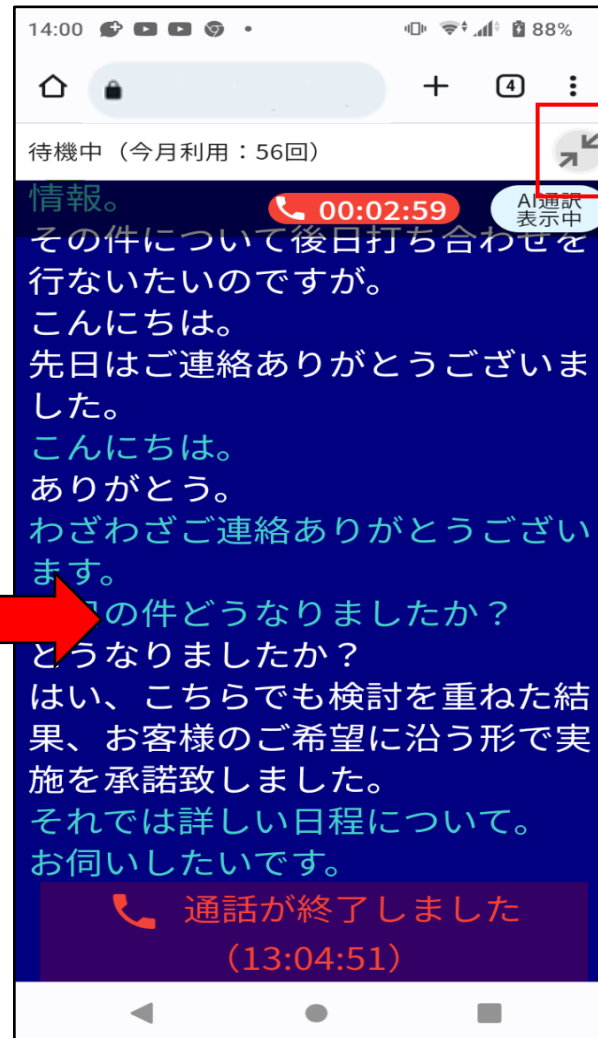 14:00
88%
4
待機中（今月利用：56回）
情報。
00:02:59
AI通訳
表示中
その件について後日打ち合わせを
行ないたいのですが。
こんにちは。
先日はご連絡ありがとうございま
した。
こんにちは。
ありがとう。
わざわざご連絡ありがとうござい
ます。
の件どうなりましたか？
どうなりましたか？
はい、こちらでも検討を重ねた結
果、お客様のご希望に沿う形で実
施を承諾致しました。
それでは詳しい日程について。
お伺いしたいです。
通話が終了しました
（13:04:51）